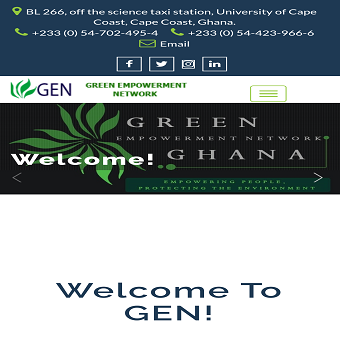 BL 266, off the science taxi station, University of Cape
Coast, Cape Coast, Ghana.
+233 (0) 54-702-495-4 +233 (0) 54-423-966-6
Email
GEN GREEN EMPOWERMENT
NETWORK
GREEN
EMPOWERMENT NETWORK
GHANA
Welcome!
EMPOWERING PEOPLE,
PROTECTING THE ENVIRONMENT
Welcome To
GEN!